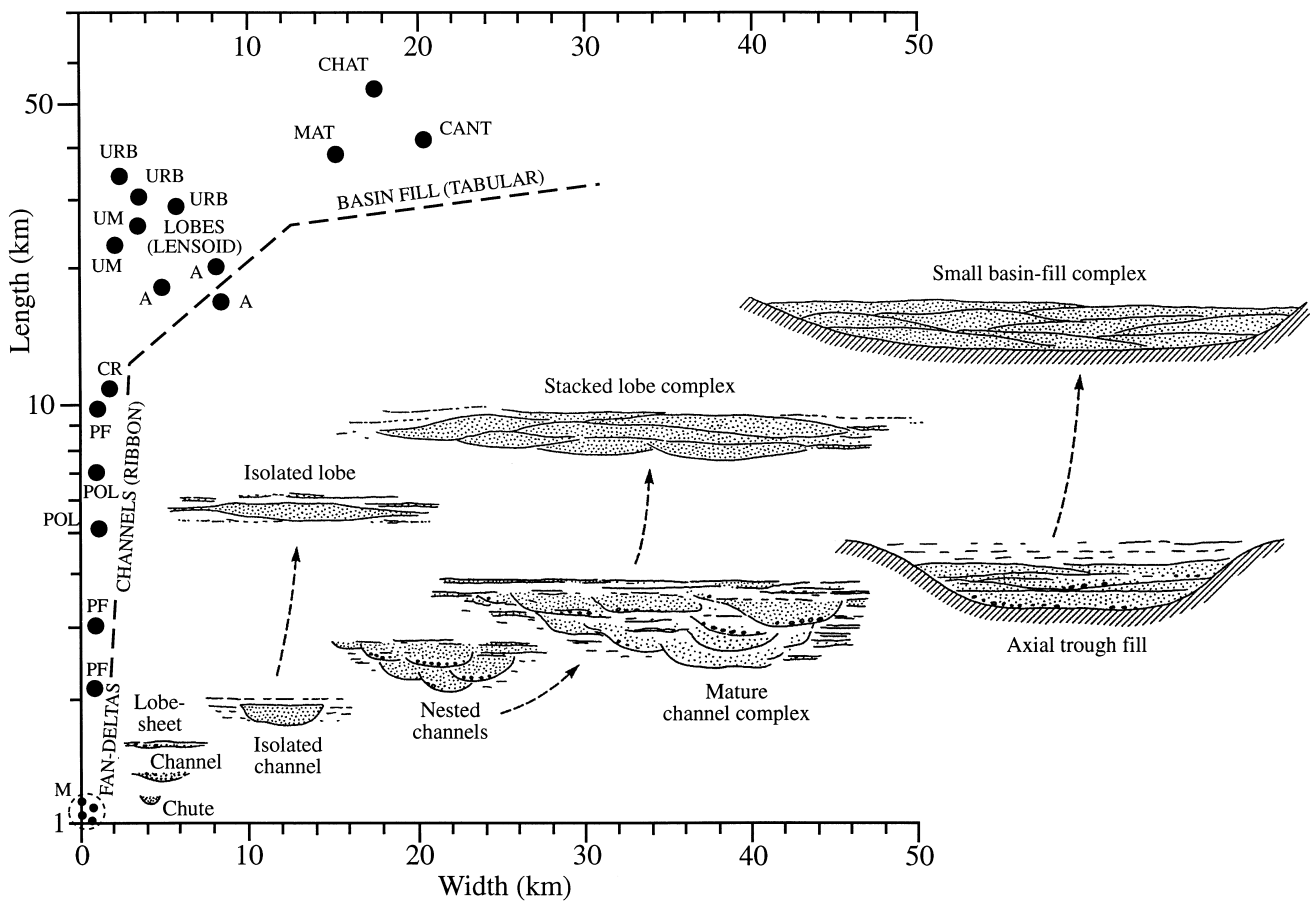 10
20
30
40
50
CHAT
50
MAT
CANT
URB
URB
URB
BASIN FILL (TABULAR)
UM
LOBES
(LENSOID)
UM
A
A
A
Length (km)
Small basin-fill complex
CR
Stacked lobe complex
10
PF
CHANNELS (RIBBON)
Isolated lobe
POL
POL
PF
Axial trough fill
PF
FAN-DELTAS
Lobe-
sheet
Nested
channels
Mature
channel complex
Isolated
channel
Channel
M
Chute
1
0
10
20
30
40
50
Width (km)